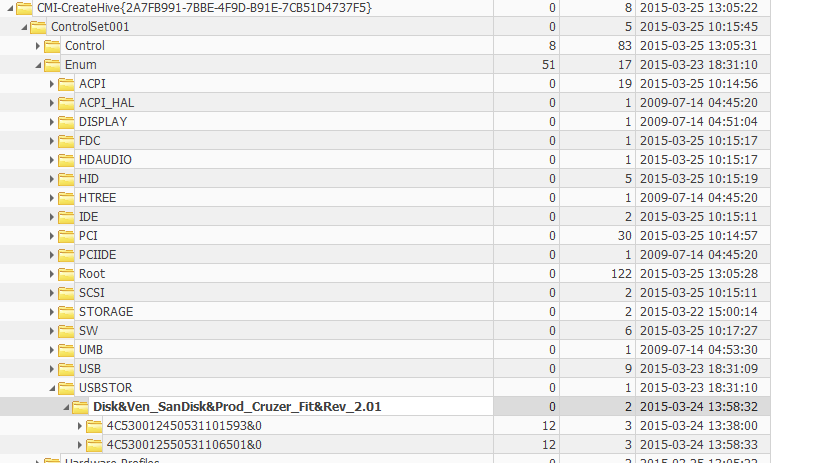 CMI-CreateHive{2A7FB991-7BBE-4F9D-B91E-7CB51D4737F5} 0 8 2015-03-25 13:05:22
ControlSet001 0 5 2015-03-25 10:15:45
Control 8 83 2015-03-25 13:05:31
Enum 51 17 2015-03-23 18:31:10
ACPI 0 19 2015-03-25 10:14:56
ACPI_HAL 0 1 2009-07-14 04:45:20
DISPLAY 0 1 2009-07-14 04:51:04
FDC 0 1 2015-03-25 10:15:17
HDAUDIO 0 1 2015-03-25 10:15:17
HID 0 5 2015-03-25 10:15:19
HTREE 0 1 2009-07-14 04:45:20
IDE 0 2 2015-03-25 10:15:11
PCI 0 30 2015-03-25 10:14:57
PCIIDE 0 1 2009-07-14 04:45:20
Root 0 122 2015-03-25 13:05:28
SCSI 0 2 2015-03-25 10:15:11
STORAGE 0 2 2015-03-22 15:00:14
SW 0 6 2015-03-25 10:17:27
UMB 0 1 2009-07-14 04:53:30
USB 0 9 2015-03-23 18:31:09
USBSTOR 0 1 2015-03-23 18:31:10
Disk&Ven_SanDisk&Prod_Cruzer_Fit&Rev_2.01 0 2 2015-03-24 13:58:32
4C530012450531101593&0 12 3 2015-03-24 13:38:00
4C530012550531106501&0 12 3 2015-03-24 13:58:33
Hardware Profiles 0 2 2015-03-25 13:05:22